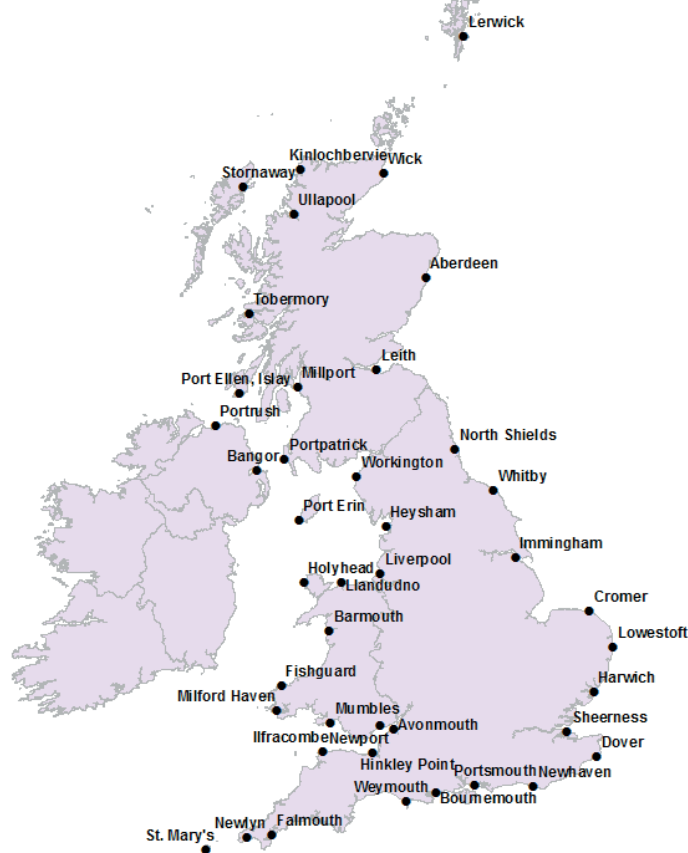 Lerwick
Kinlochbervie
Wick
Stornaway
Ullapool
Aberdeen
Tobermory
Leith
Port Ellen, Islay
Millport
Portrush
North Shields
Portpatrick
Bangor
Workington
Whitby
Port Erin
Heysham
Immingham
Liverpool
Holyhead
Llandudno
Cromer
Barmouth
Lowestoft
Fishguard
Harwich
Milford Haven
Mumbles
Sheerness
Avonmouth
Ilfracombe
Newport
Dover
Hinkley Point
Portsmouth
Newhaven
Weymouth
Bournemouth
Falmouth
Newlyn
St. Mary's